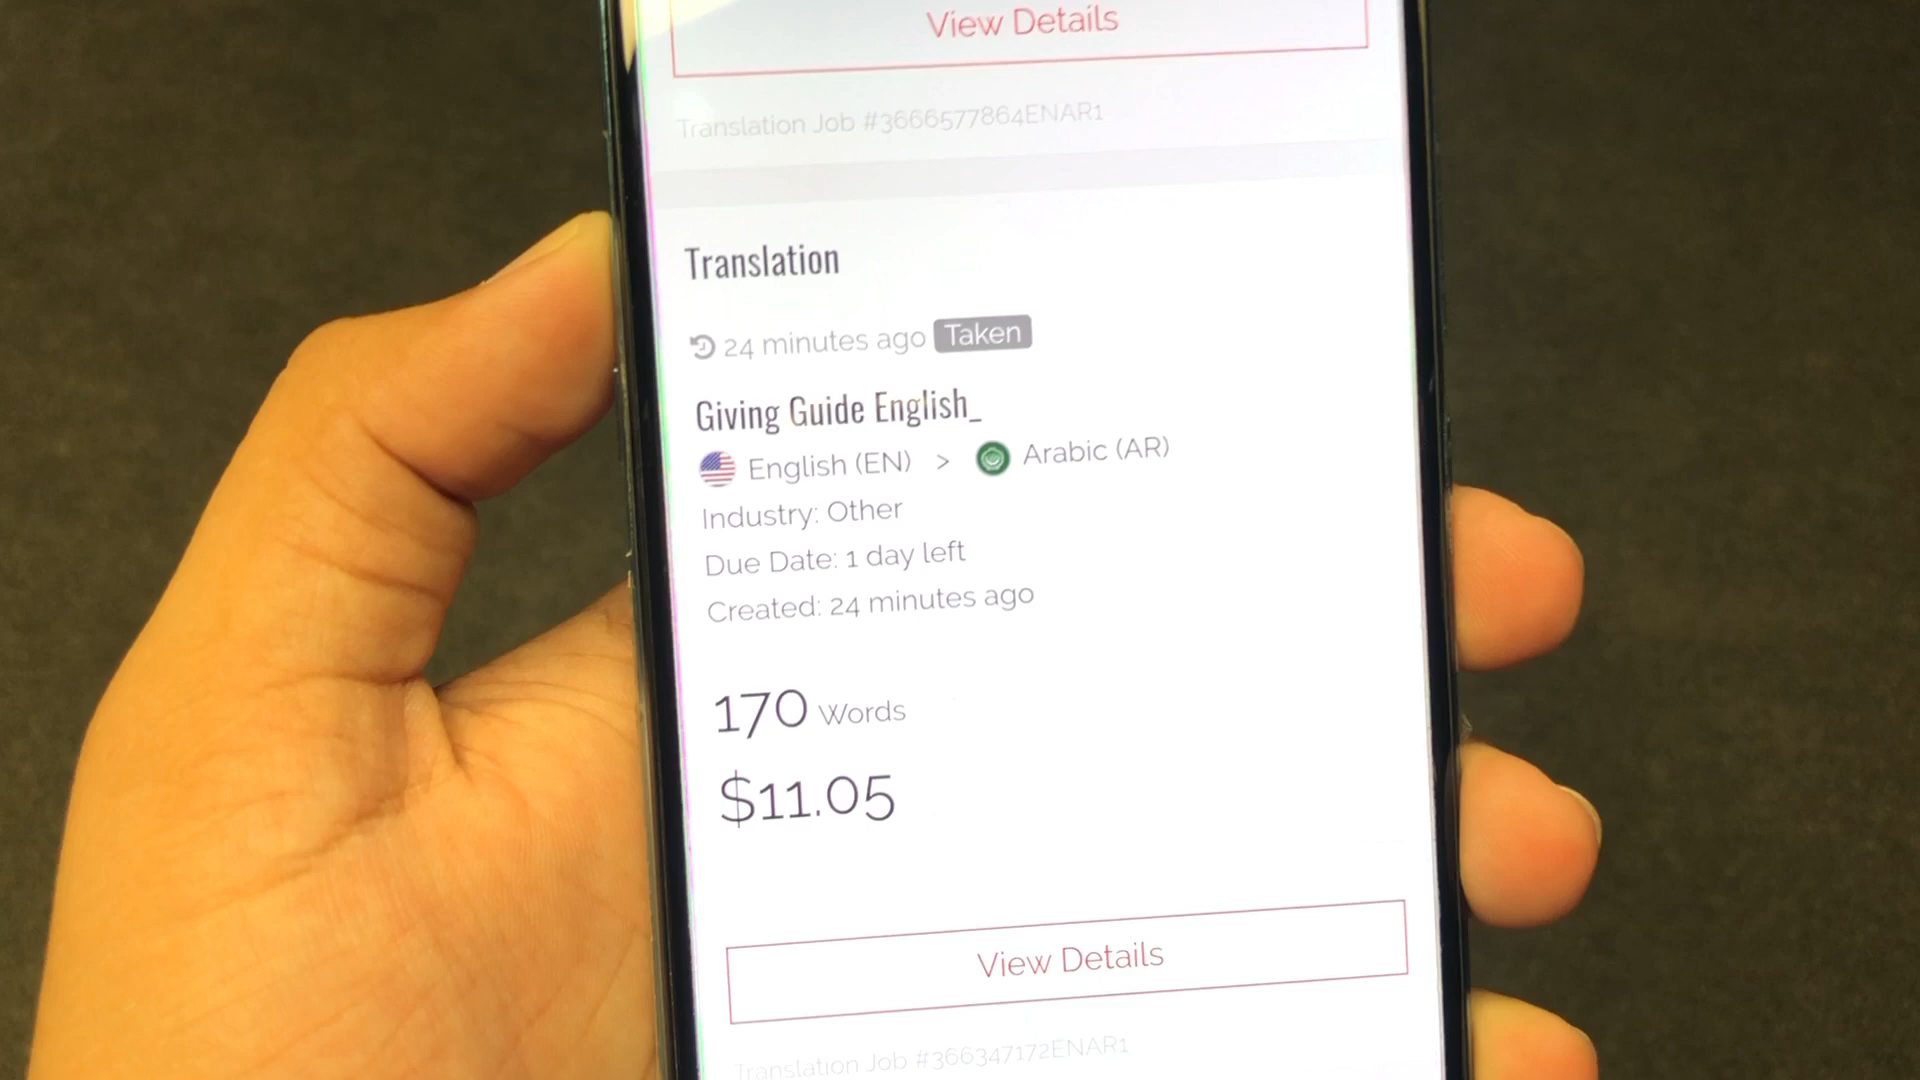 View Details
Translation Job #3666577864ENAR1
Translation
24 minutes ago Taken
Giving Guide English_
English (EN) > Arabic (AR)
Industry: Other
Due Date: 1 day left
Created: 24 minutes ago
170 Words
$11.05
View Details
Translation Job #366347172ENAR1